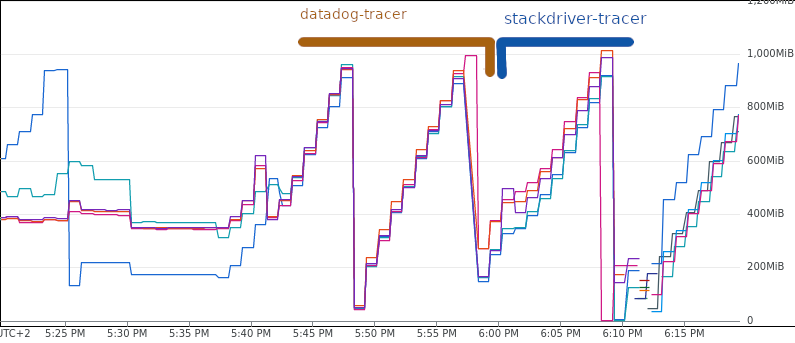 1,200MiB
datadog-tracer
stackdriver-tracer
1,000MiB
800MiB
600MiB
400MiB
200MiB
0
UTC+2 5:25 PM 5:30 PM 5:35 PM 5:40 PM 5:45 PM 5:50 PM 5:55 PM 6:00 PM 6:05 PM 6:10 PM 6:15 PM